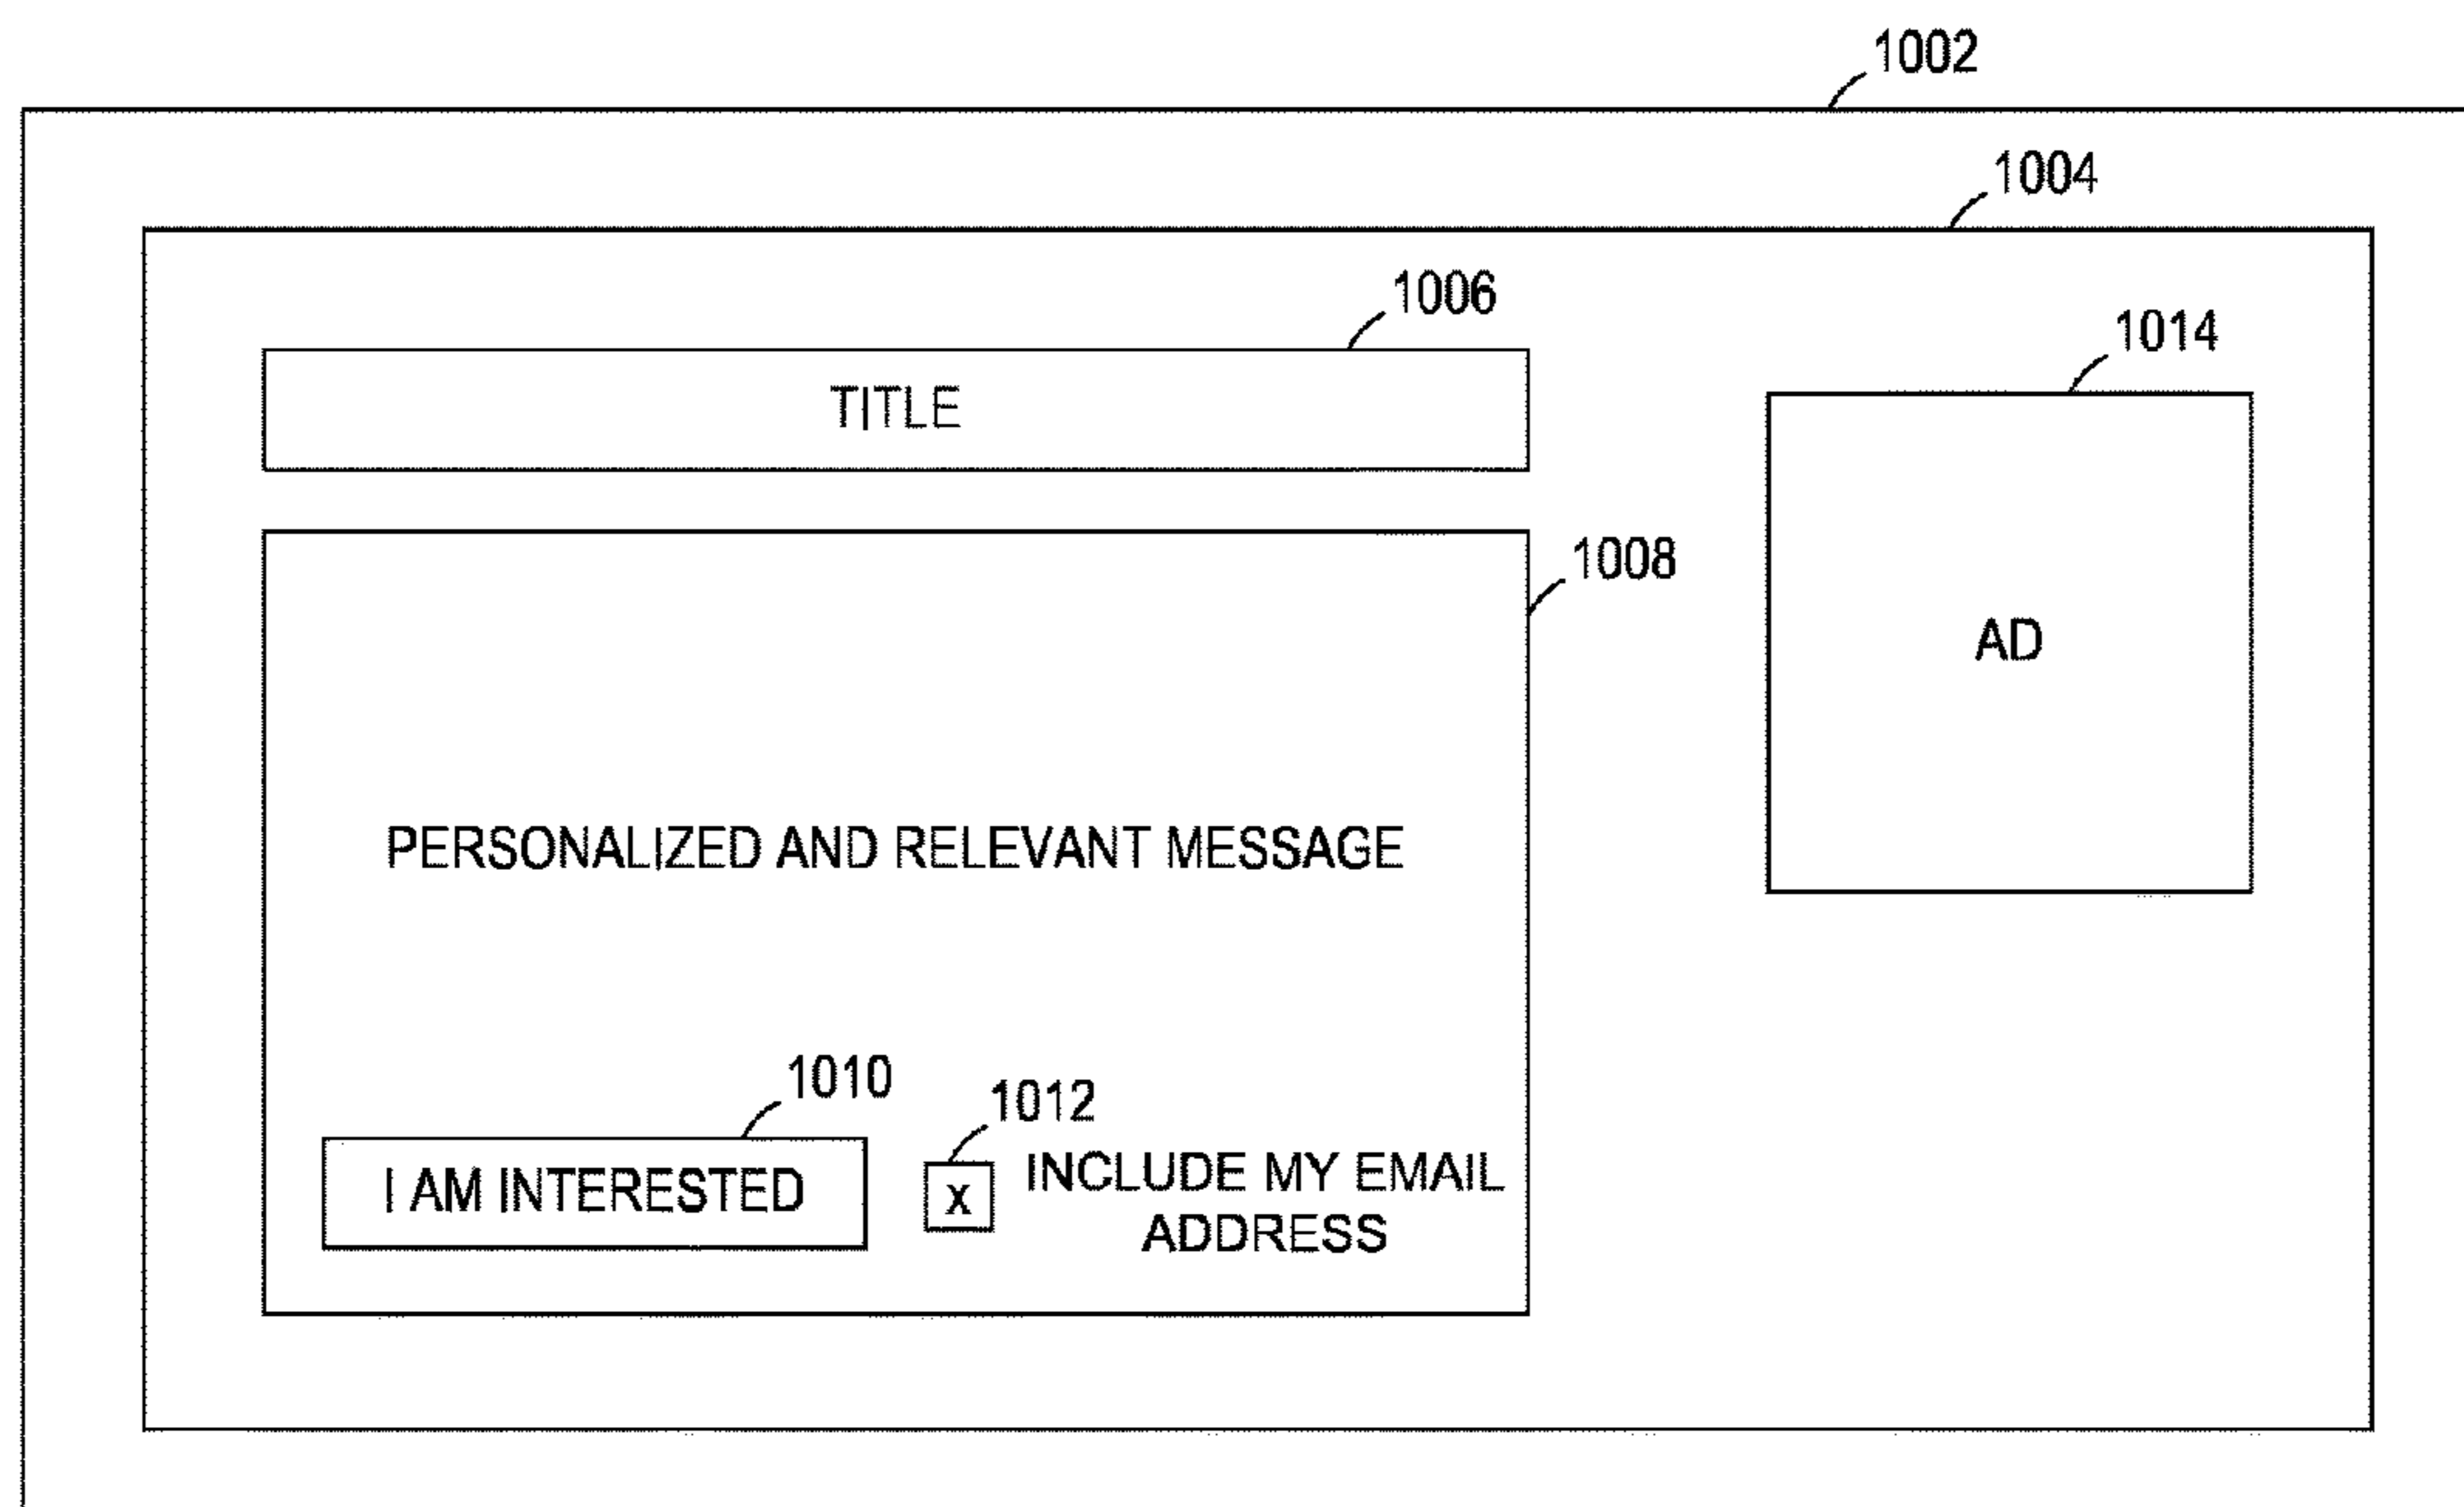 1002
1004
1006
1014
TITLE
1008
AD
PERSONALIZED AND RELEVANT MESSAGE
1010
1012
I AM INTERESTED
X
INCLUDE MY EMAIL
ADDRESS